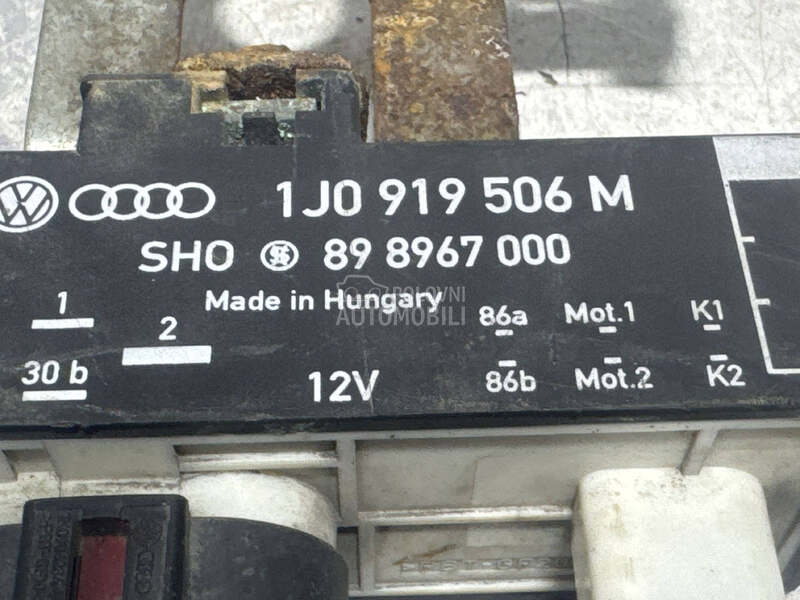 1J0 919 506 M
SHO 89 8967 000
Made in Hungary
POLOVNI
AUTOMOBILI
1
2
30 b
12V
86a Mot.1 K1
86b Mot.2 K2